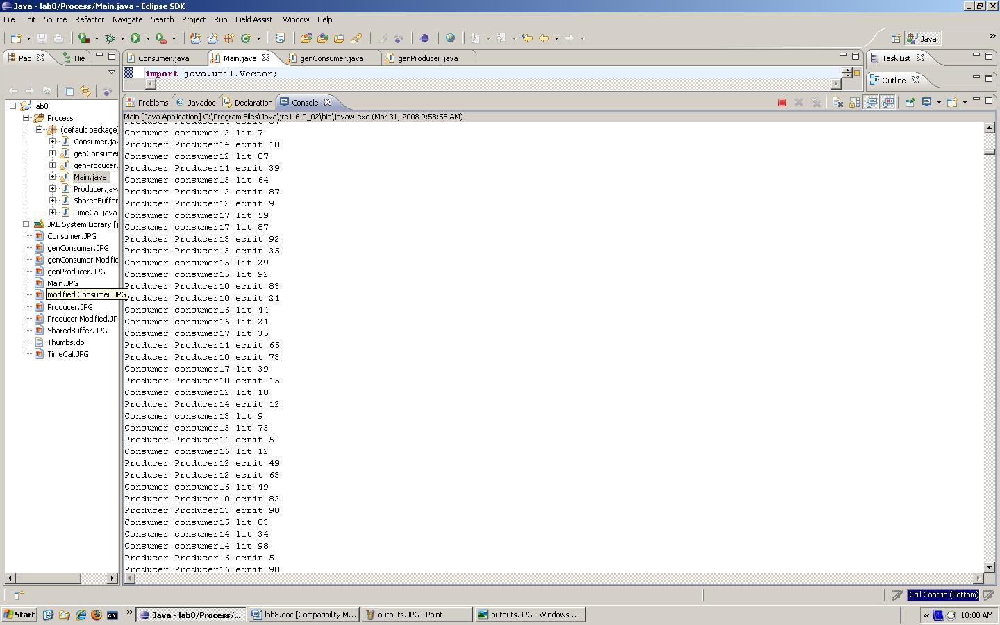 Java - lab8/Process/Main.java - Eclipse SDK
File Edit Source Refactor Navigate Search Project Run Field Assist Window Help
Java
Pac Hie
Consumer.java Main.java genConsumer.java genProducer.java
Task List
Outline
import java.util.Vector;
lab8
Process
(default package
Consumer.jav
genConsumer
genProducer.
Main.java
Producer.java
SharedBuffer
TimeCal.java
JRE System Library [j
Consumer.JPG
genConsumer.JPG
genConsumer Modifie
genProducer.JPG
Main.JPG
modified Consumer.JPG
Producer.JPG
Producer Modified.JP
SharedBuffer.JPG
Thumbs.db
TimeCal.JPG
Problems @ Javadoc Declaration Console
Main [Java Application] C:\Program Files\Java\jre1.6.0_02\bin\javaw.exe (Mar 31, 2008 9:58:55 AM)
Consumer consumer12 lit 7
Producer Producer14 ecrit 18
Consumer consumer12 lit 87
Producer Producer11 ecrit 39
Consumer consumer13 lit 64
Producer Producer12 ecrit 87
Producer Producer12 ecrit 9
Consumer consumer17 lit 59
Consumer consumer17 lit 87
Producer Producer13 ecrit 92
Producer Producer13 ecrit 35
Consumer consumer15 lit 29
Consumer consumer15 lit 92
Producer Producer10 ecrit 83
Producer Producer10 ecrit 21
Consumer consumer16 lit 44
Consumer consumer16 lit 21
Consumer consumer17 lit 35
Producer Producer11 ecrit 65
Producer Producer10 ecrit 73
Consumer consumer17 lit 39
Producer Producer10 ecrit 15
Consumer consumer12 lit 18
Producer Producer14 ecrit 12
Consumer consumer13 lit 9
Consumer consumer13 lit 73
Producer Producer14 ecrit 5
Consumer consumer16 lit 12
Producer Producer12 ecrit 49
Producer Producer12 ecrit 63
Consumer consumer16 lit 49
Producer Producer10 ecrit 82
Producer Producer13 ecrit 98
Consumer consumer15 lit 83
Consumer consumer14 lit 34
Consumer consumer14 lit 98
Producer Producer16 ecrit 5
Producer Producer16 ecrit 90
Ctrl Contrib (Bottom)
Start Java - lab8/Process/... lab8.doc [Compatibility M... outputs.JPG - Paint outputs.JPG - Windows ... 10:00 AM